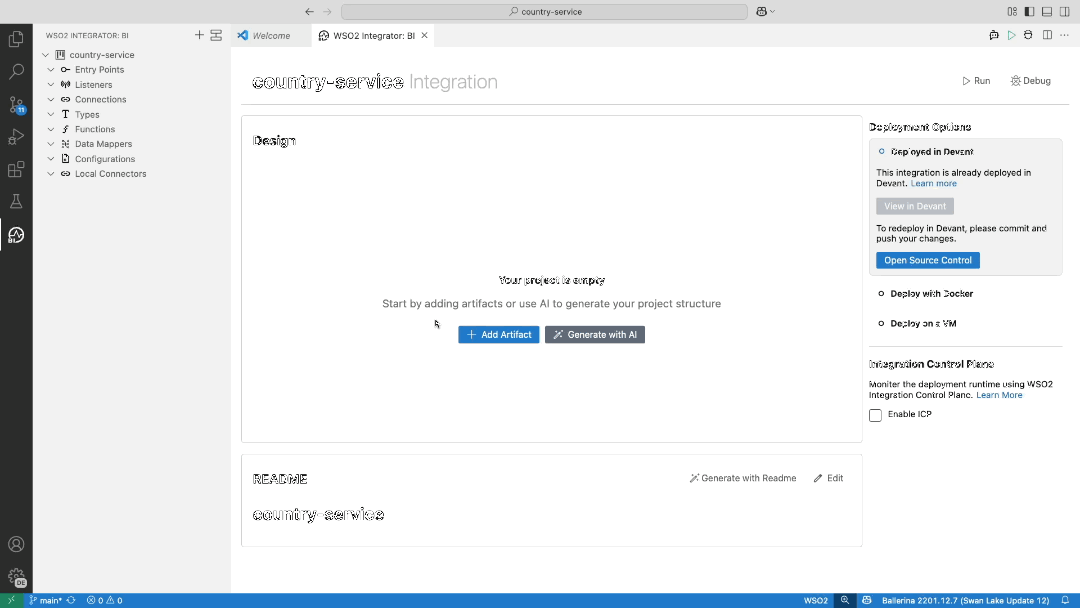 country-service
WSO2 INTEGRATOR: BI
Welcome
WSO2 Integrator: BI
country-service
Entry Points
Listeners
Connections
Types
Functions
Data Mappers
Configurations
Local Connectors
11
country-service Integration
Run
Debug
Design
Your project is empty
Start by adding artifacts or use AI to generate your project structure
Add Artifact
Generate with AI
Deployment Options
Deployed in Devant
This integration is already deployed in
Devant. Learn more
View in Devant
To redeploy in Devant, please commit and
push your changes.
Open Source Control
Deploy with Docker
Deploy on a VM
Integration Control Plane
Monitor the deployment runtime using WSO2
Integration Control Plane. Learn More
Enable ICP
README
Generate with Readme
Edit
country-service
DE
BI
main*
0
0
WSO2
Ballerina 2201.12.7 (Swan Lake Update 12)